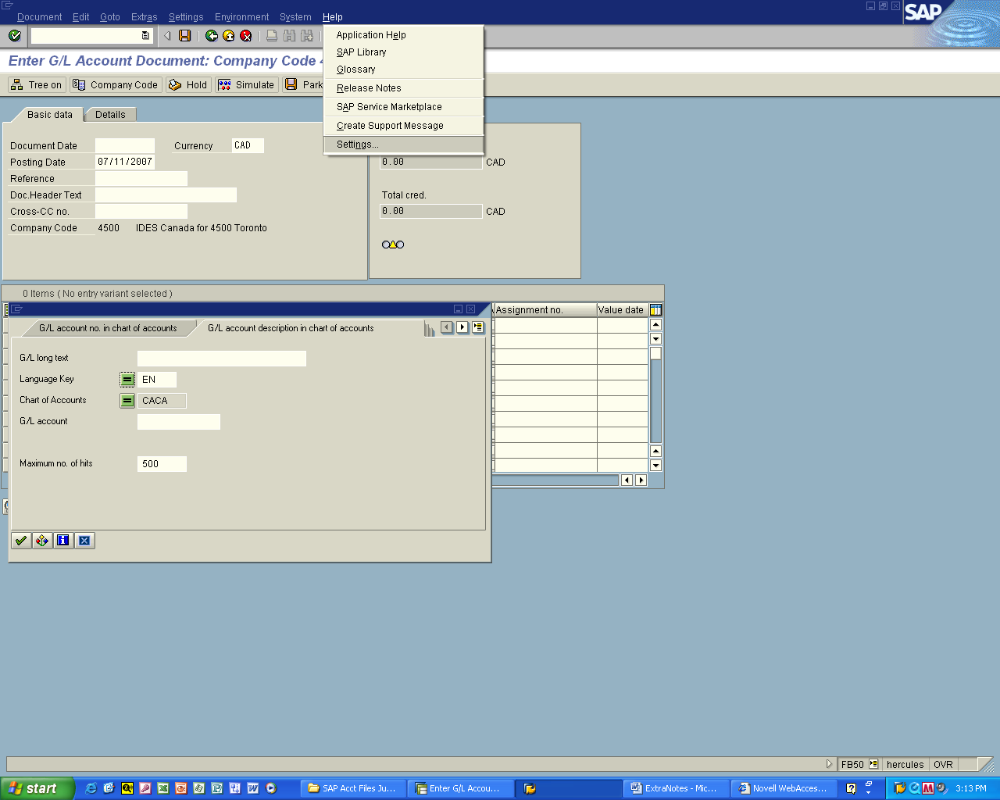 Document Edit Goto Extras Settings Environment System Help
SAP
Application Help
SAP Library
Glossary
Release Notes
SAP Service Marketplace
Create Support Message
Settings...
Enter G/L Account Document: Company Code 4
Tree on Company Code Hold Simulate Park
Basic data Details
Document Date Currency CAD
Posting Date 07/11/2007
Reference
Doc.Header Text
Cross-CC no.
Company Code 4500 IDES Canada for 4500 Toronto
0.00 CAD
Total cred.
0.00 CAD
0 Items ( No entry variant selected )
Assignment no. Value date
G/L account no. in chart of accounts G/L account description in chart of accounts
G/L long text
Language Key EN
Chart of Accounts CACA
G/L account
Maximum no. of hits 500
FB50 hercules OVR
start SAP Acct Files Ju... Enter G/L Accou... ExtraNotes - Mic... Novell WebAcces... 3:13 PM